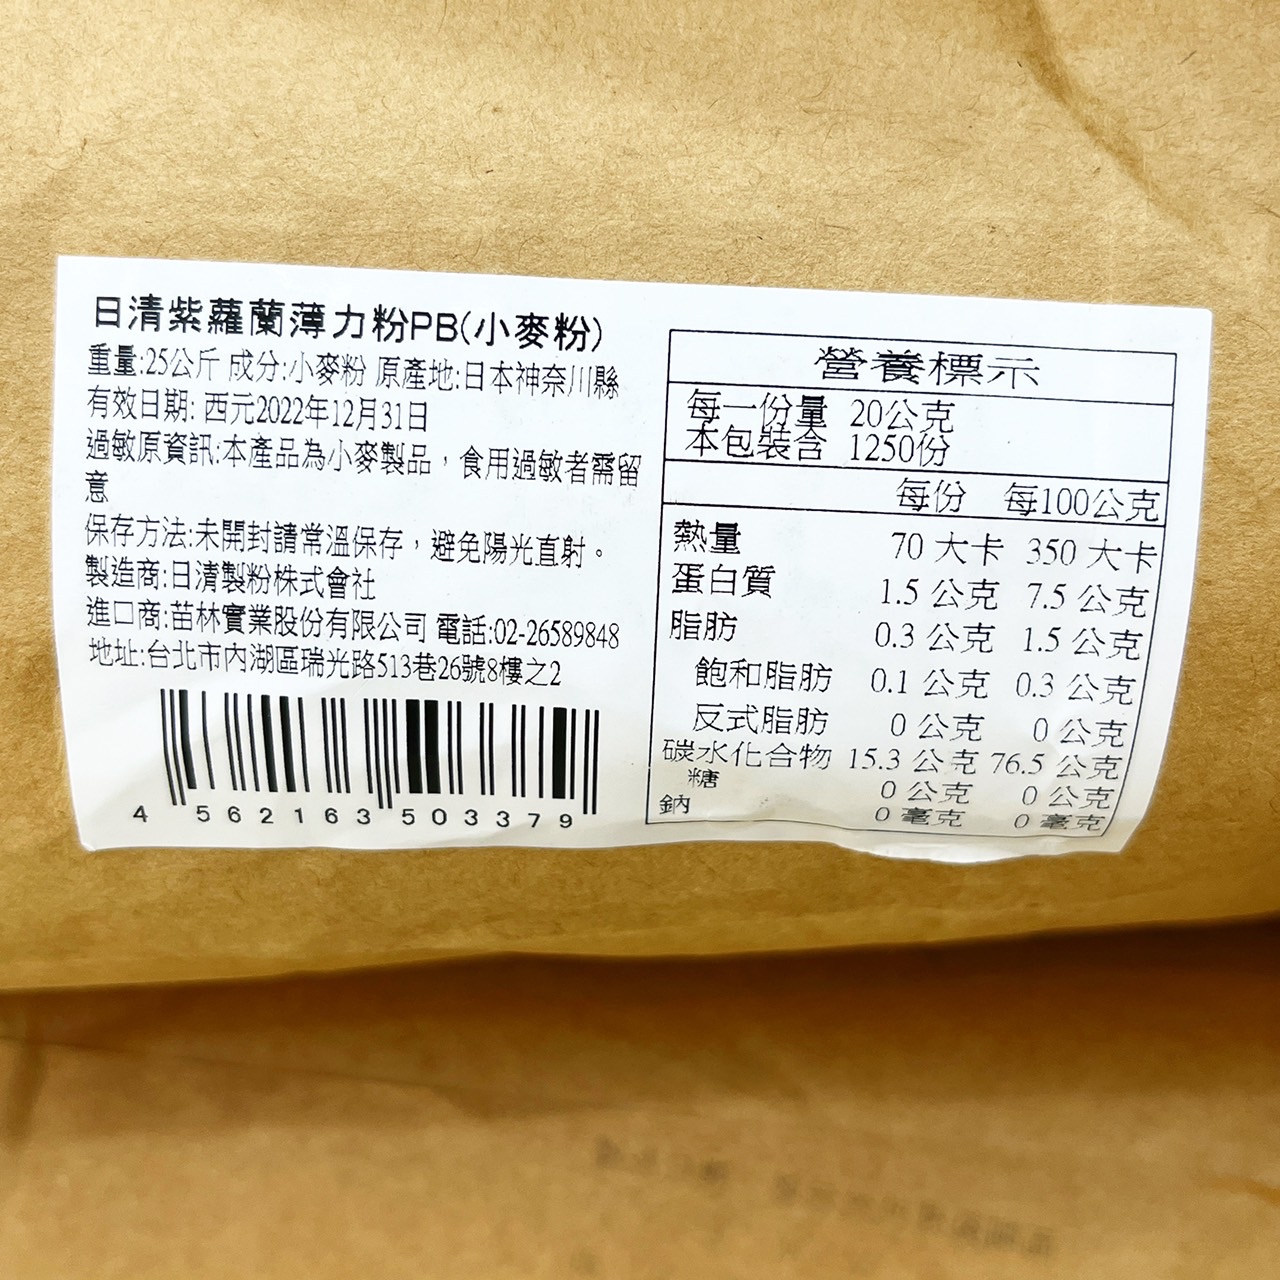 日清紫蘿蘭薄力粉PB(小麥粉)
重量:25公斤 成分:小麥粉 原產地:日本神奈川縣
有效日期: 西元2022年12月31日
過敏原資訊:本產品為小麥製品，食用過敏者需留
意
保存方法:未開封請常溫保存，避免陽光直射。
製造商:日清製粉株式會社
進口商:苗林實業股份有限公司 電話:02-26589848
地址:台北市內湖區瑞光路513巷26號8樓之2
4 562163 503379
營養標示
每一份量 20公克
本包裝含 1250份
每份 每100公克
熱量 70 大卡 350 大卡
蛋白質 1.5 公克 7.5 公克
脂肪 0.3 公克 1.5 公克
飽和脂肪 0.1 公克 0.3 公克
反式脂肪 0 公克 0 公克
碳水化合物 15.3 公克 76.5 公克
糖 0 公克 0 公克
鈉 0 毫克 0 毫克